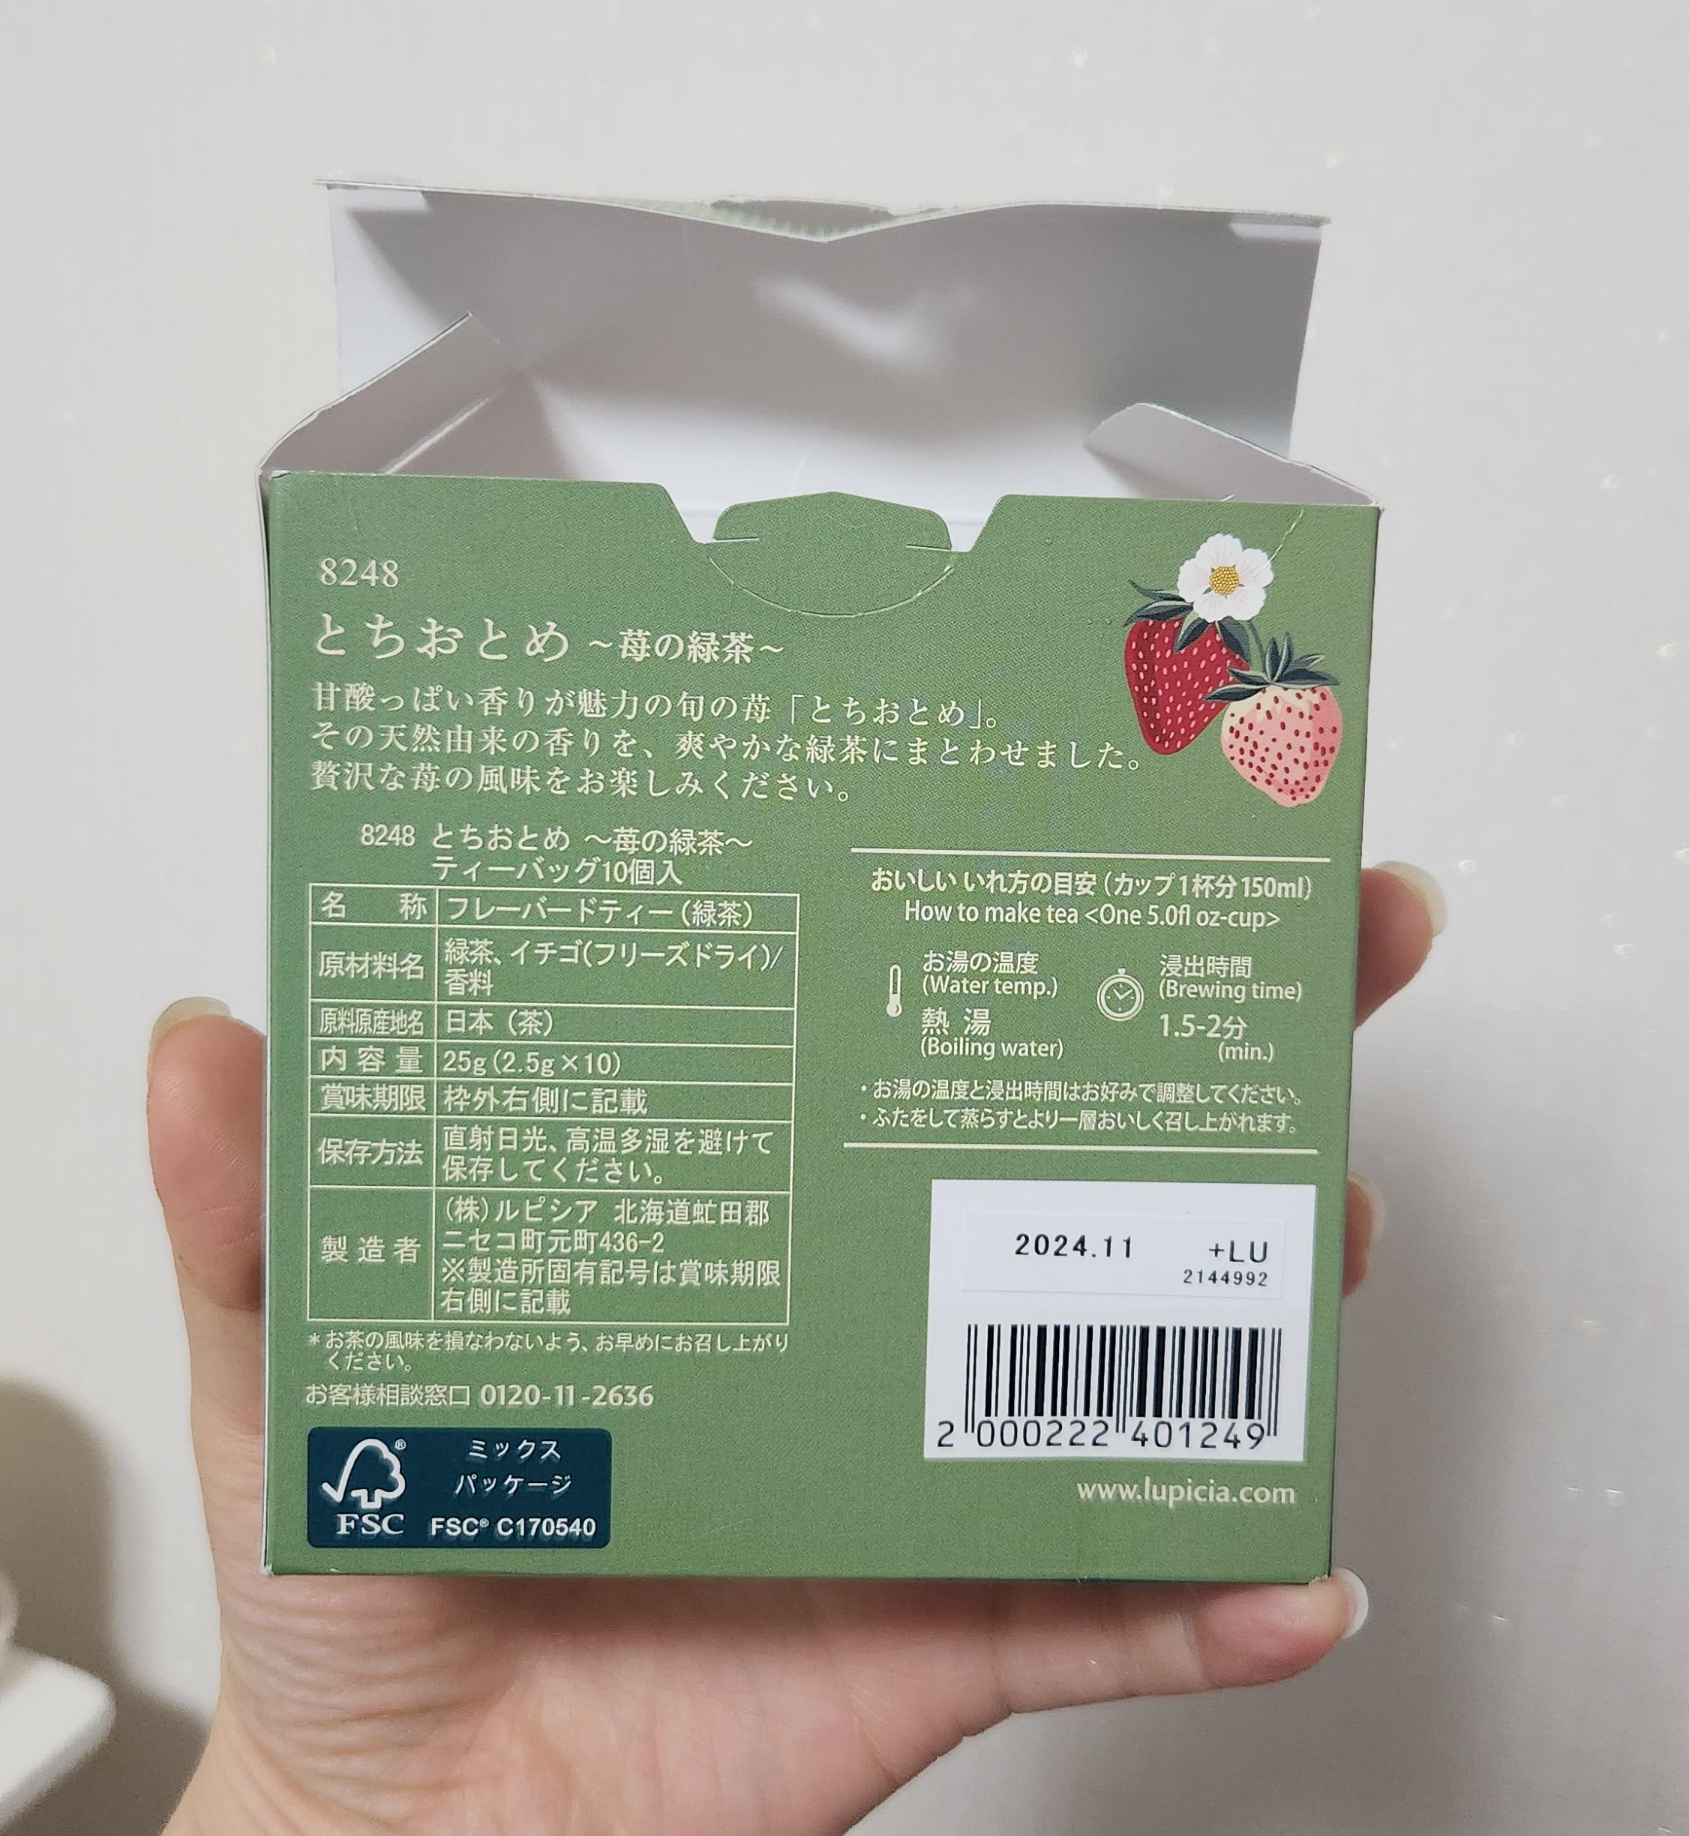 8248
とちおとめ ～苺の緑茶～
甘酸っぱい香りが魅力の旬の苺「とちおとめ」。
その天然由来の香りを、爽やかな緑茶にまとわせました。
贅沢な苺の風味をお楽しみください。
8248 とちおとめ ～苺の緑茶～
ティーバッグ10個入
名 称 フレーバードティー（緑茶）
原材料名 緑茶、イチゴ(フリーズドライ)/
香料
原料原産地名 日本（茶）
内容量 25g(2.5g×10)
賞味期限 枠外右側に記載
保存方法 直射日光、高温多湿を避けて
保存してください。
製造者 (株)ルピシア 北海道虻田郡
ニセコ町元町436-2
※製造所固有記号は賞味期限
右側に記載
*お茶の風味を損なわないよう、お早めにお召し上がり
ください。
お客様相談窓口 0120-11-2636
FSC®
ミックス
パッケージ
FSC® C170540
おいしい いれ方の目安（カップ1杯分150ml）
How to make tea <One 5.0fl oz-cup>
お湯の温度
(Water temp.)
熱湯
(Boiling water)
浸出時間
(Brewing time)
1.5-2分
(min.)
・お湯の温度と浸出時間はお好みで調整してください。
・ふたをして蒸らすとより一層おいしく召し上がれます。
2024.11 +LU
2144992
2 000222 401249
www.lupicia.com